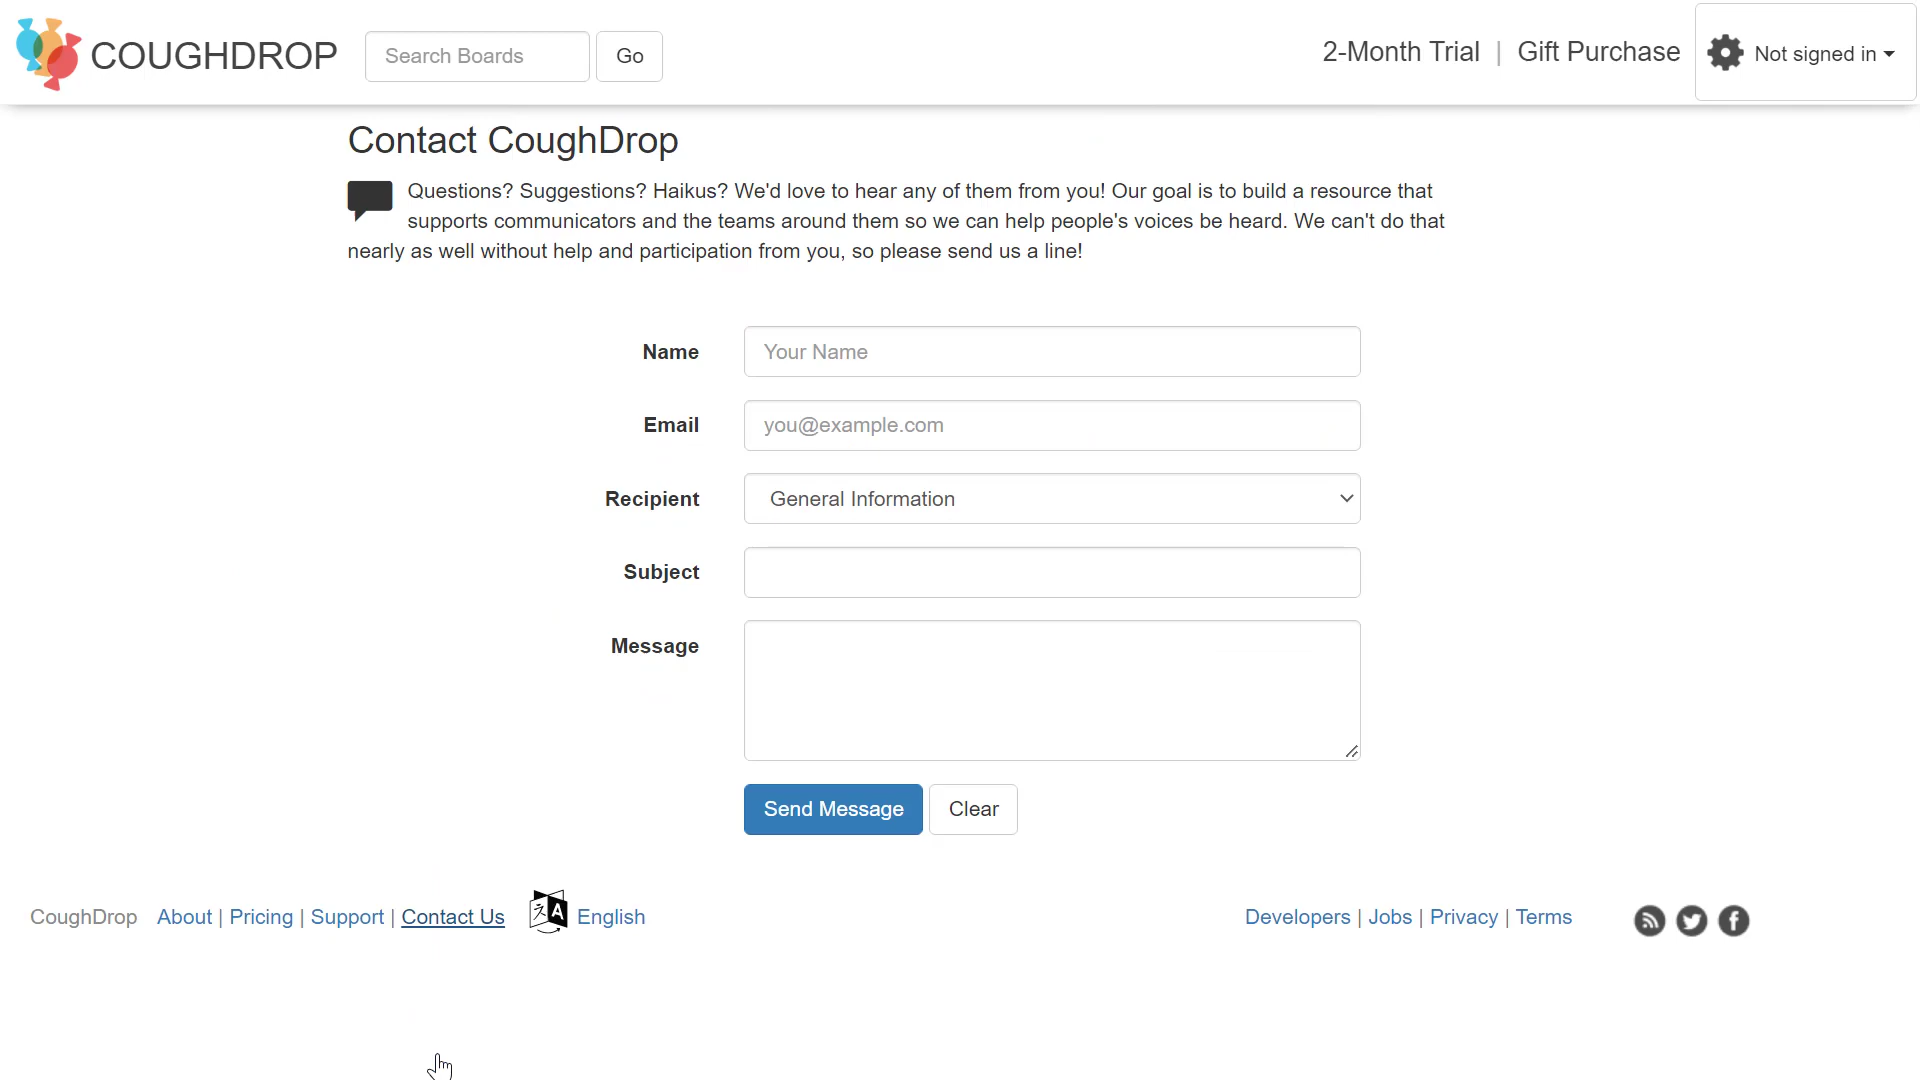 COUGHDROP
Search Boards
Go
2-Month Trial | Gift Purchase
Not signed in
Contact CoughDrop
Questions? Suggestions? Haikus? We'd love to hear any of them from you! Our goal is to build a resource that
supports communicators and the teams around them so we can help people's voices be heard. We can't do that
nearly as well without help and participation from you, so please send us a line!
Name
Your Name
Email
you@example.com
Recipient
General Information
Subject
Message
Send Message
Clear
CoughDrop About | Pricing | Support | Contact Us
English
Developers | Jobs | Privacy | Terms